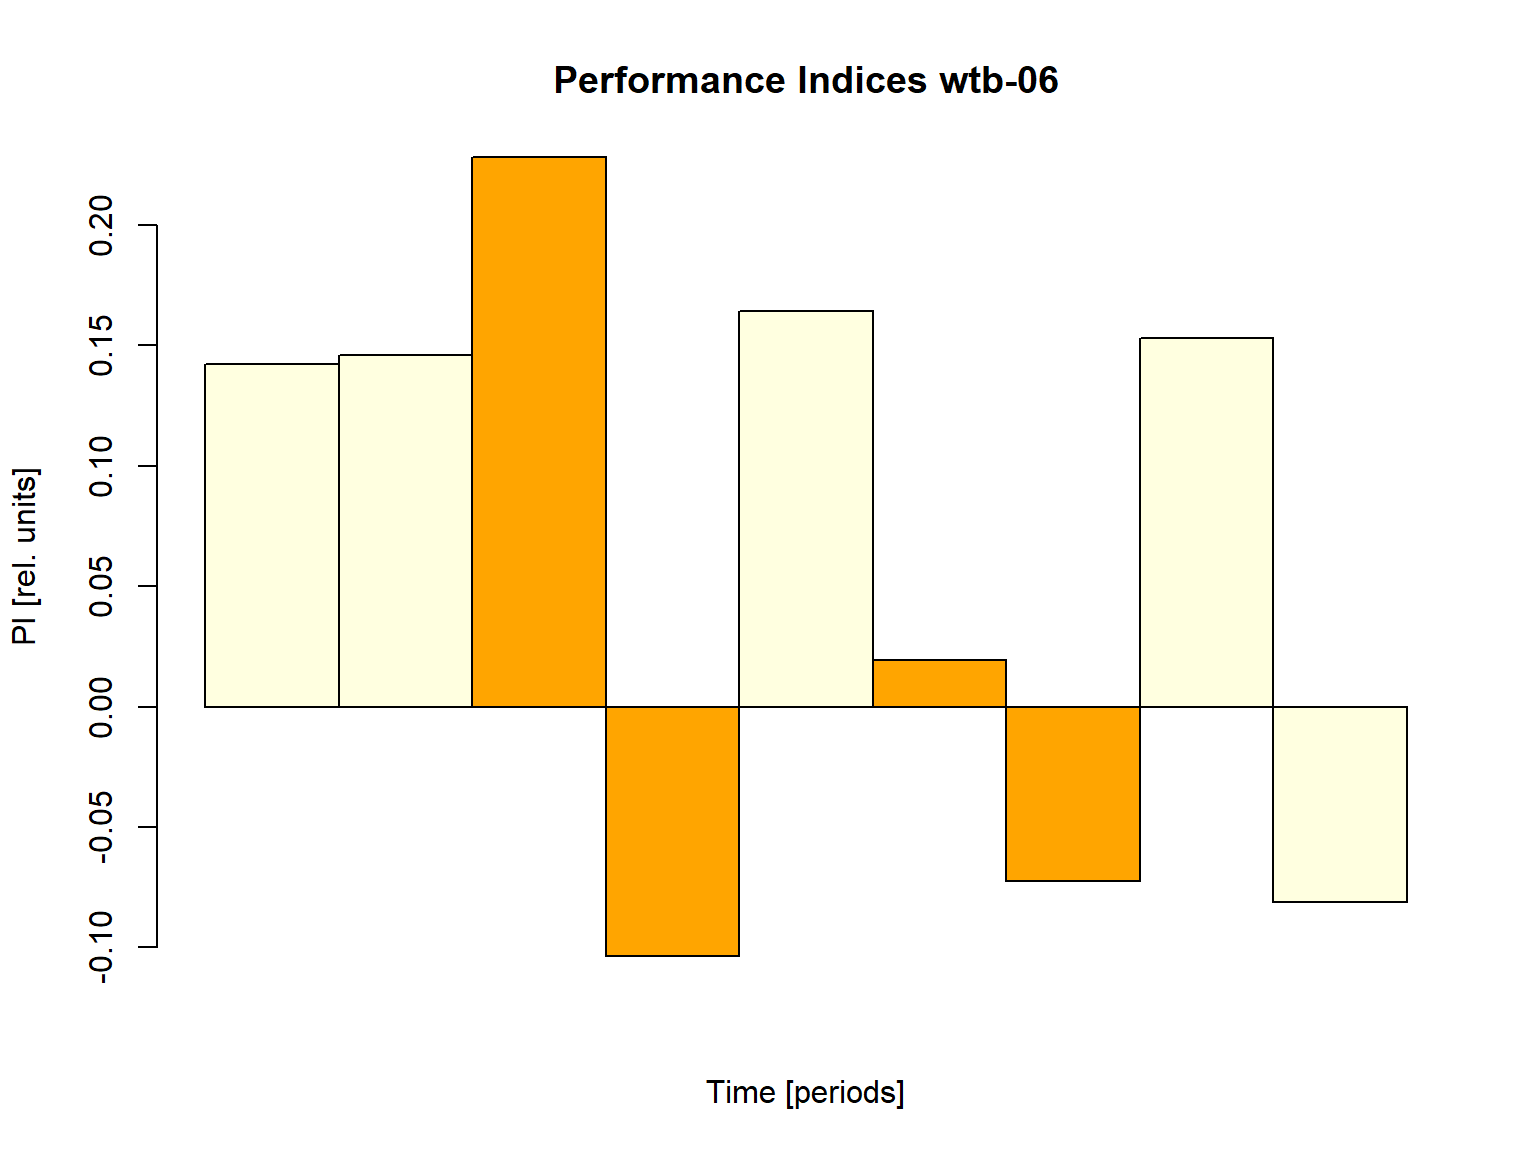 Performance Indices wtb-06
PI [rel. units]
0.20
0.15
0.10
0.05
0.00
-0.05
-0.10
Time [periods]